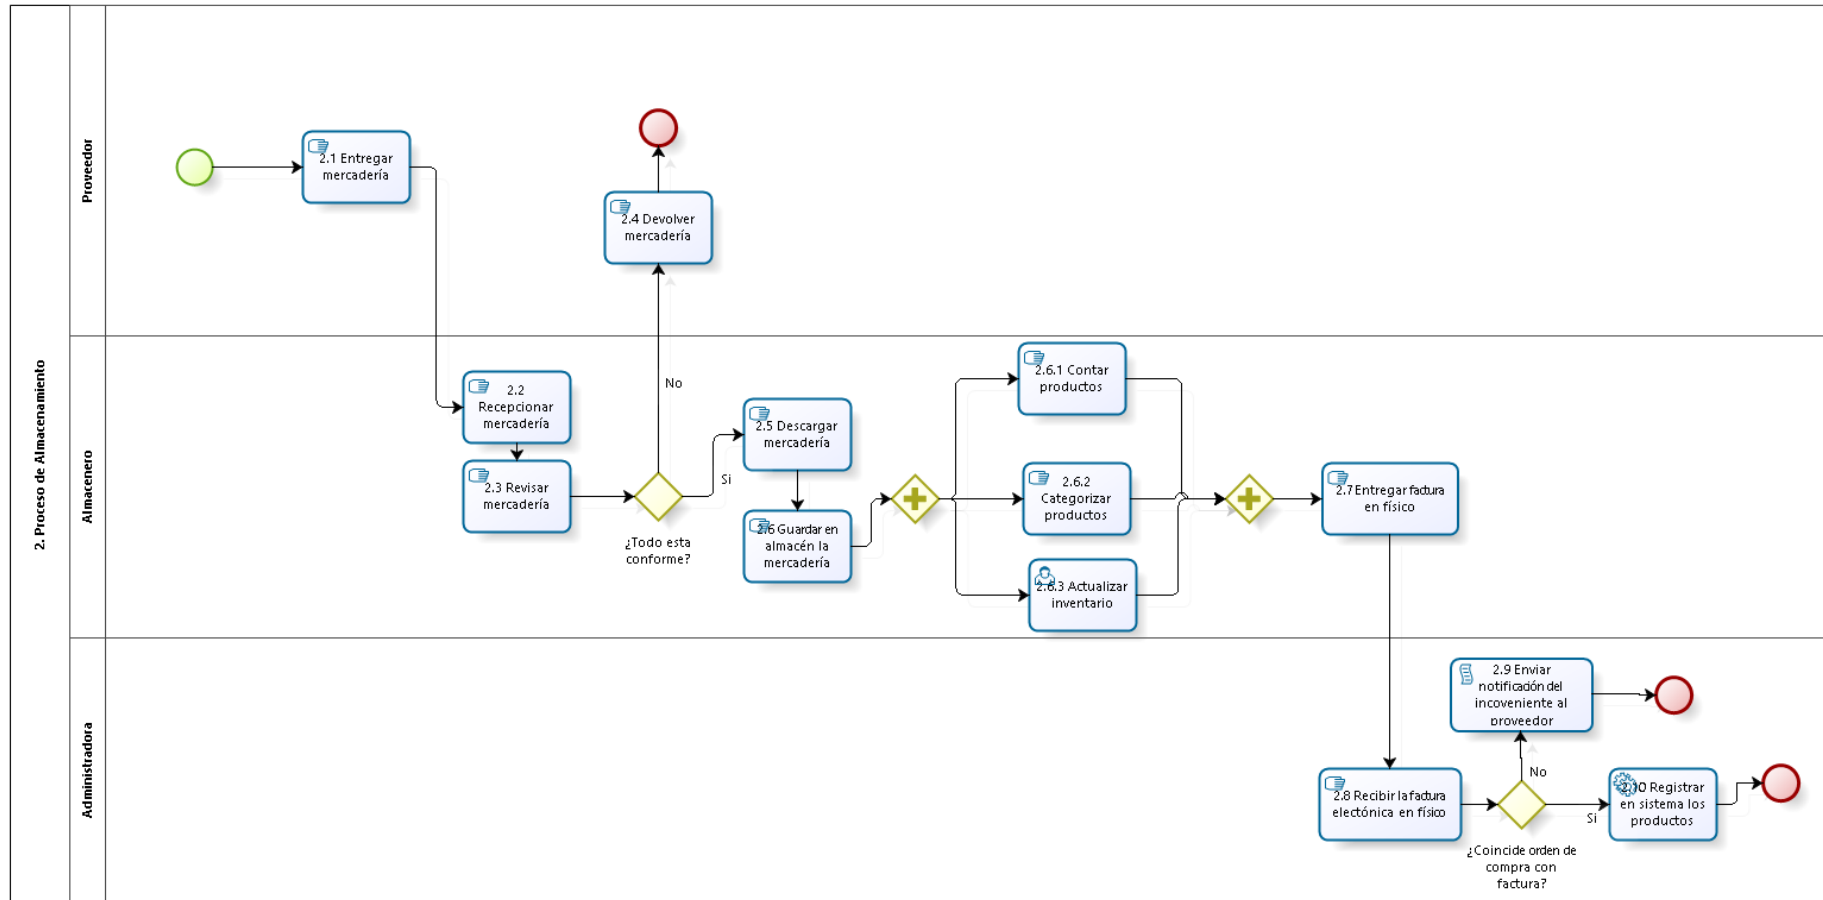 2. Proceso de Almacenamiento
Proveedor
2.1 Entregar
mercadería
2.4 Devolver
mercadería
Almacenero
2.2
Recepcionar
mercadería
2.3 Revisar
mercadería
No
Si
¿Todo esta
conforme?
2.5 Descargar
mercadería
2.6 Guardar en
almacén la
mercadería
2.6.1 Contar
productos
2.6.2
Categorizar
productos
2.6.3 Actualizar
inventario
2.7 Entregar factura
en físico
Administradora
2.8 Recibir la factura
electónica en físico
¿Coincide orden de
compra con
factura?
No
Si
2.9 Enviar
notificación del
incoveniente al
proveedor
2.10 Registrar
en sistema los
productos